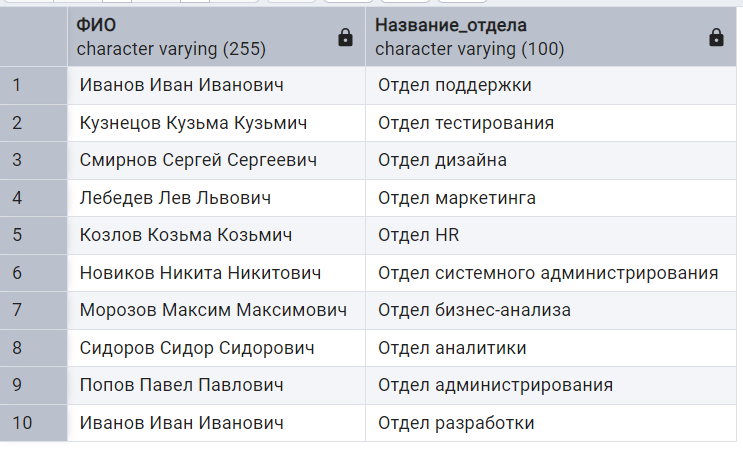 ФИО Название_отдела
character varying (255) character varying (100)
1 Иванов Иван Иванович Отдел поддержки
2 Кузнецов Кузьма Кузьмич Отдел тестирования
3 Смирнов Сергей Сергеевич Отдел дизайна
4 Лебедев Лев Львович Отдел маркетинга
5 Козлов Козьма Козьмич Отдел HR
6 Новиков Никита Никитович Отдел системного администрирования
7 Морозов Максим Максимович Отдел бизнес-анализа
8 Сидоров Сидор Сидорович Отдел аналитики
9 Попов Павел Павлович Отдел администрирования
10 Иванов Иван Иванович Отдел разработки